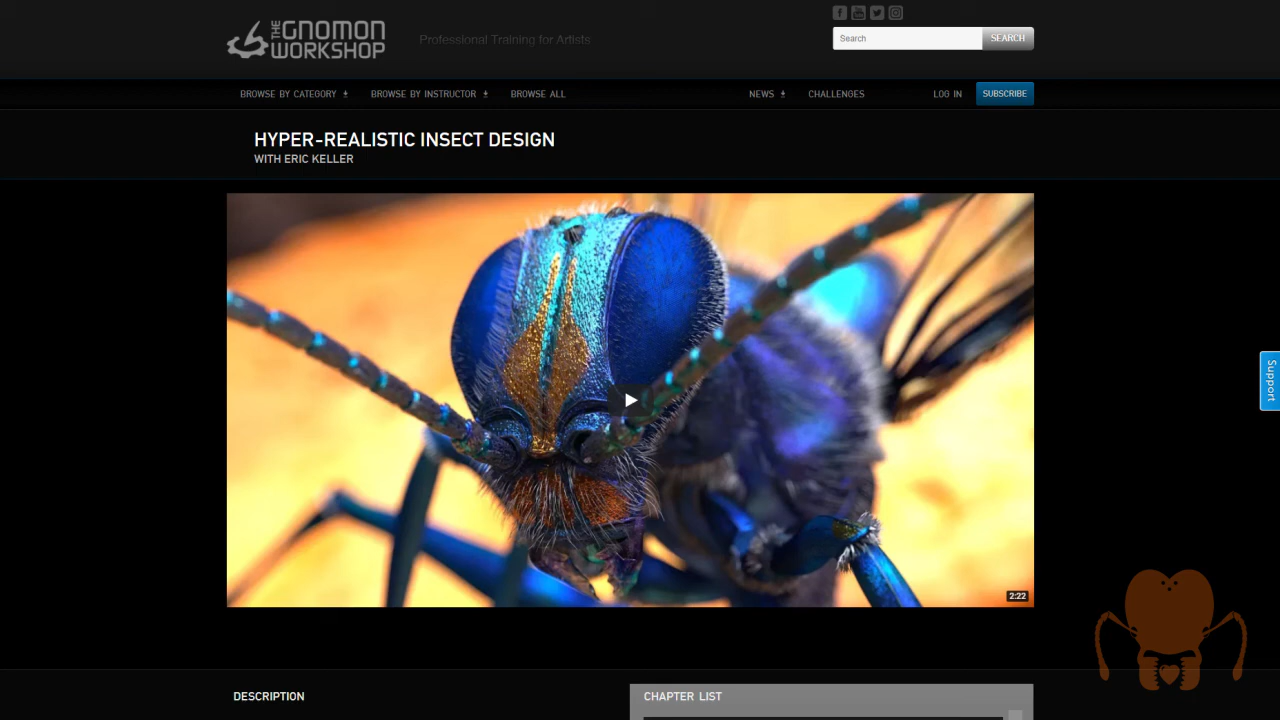 THE GNOMON WORKSHOP
Professional Training for Artists
Search
SEARCH
BROWSE BY CATEGORY
BROWSE BY INSTRUCTOR
BROWSE ALL
NEWS
CHALLENGES
LOG IN
SUBSCRIBE
HYPER-REALISTIC INSECT DESIGN
WITH ERIC KELLER
Support
2:22
DESCRIPTION
CHAPTER LIST